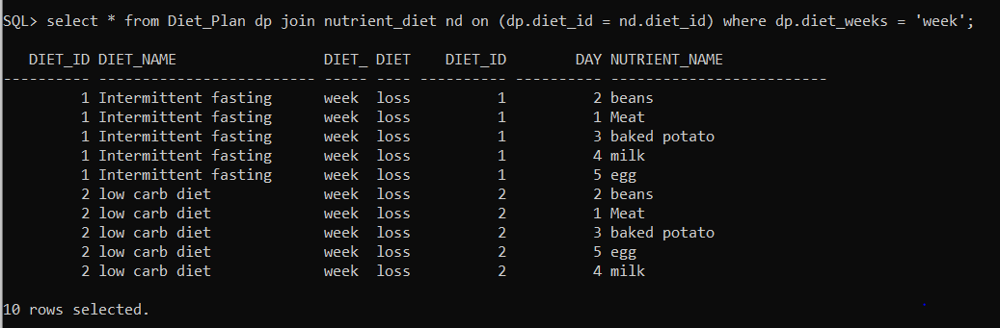 SQL> select * from Diet_Plan dp join nutrient_diet nd on (dp.diet_id = nd.diet_id) where dp.diet_weeks = 'week';
DIET_ID DIET_NAME DIET_ DIET DIET_ID DAY NUTRIENT_NAME
---------- ------------------------- ----- ---- ---------- ---------- -------------------------
1 Intermittent fasting week loss 1 2 beans
1 Intermittent fasting week loss 1 1 Meat
1 Intermittent fasting week loss 1 3 baked potato
1 Intermittent fasting week loss 1 4 milk
1 Intermittent fasting week loss 1 5 egg
2 low carb diet week loss 2 2 beans
2 low carb diet week loss 2 1 Meat
2 low carb diet week loss 2 3 baked potato
2 low carb diet week loss 2 5 egg
2 low carb diet week loss 2 4 milk
10 rows selected.